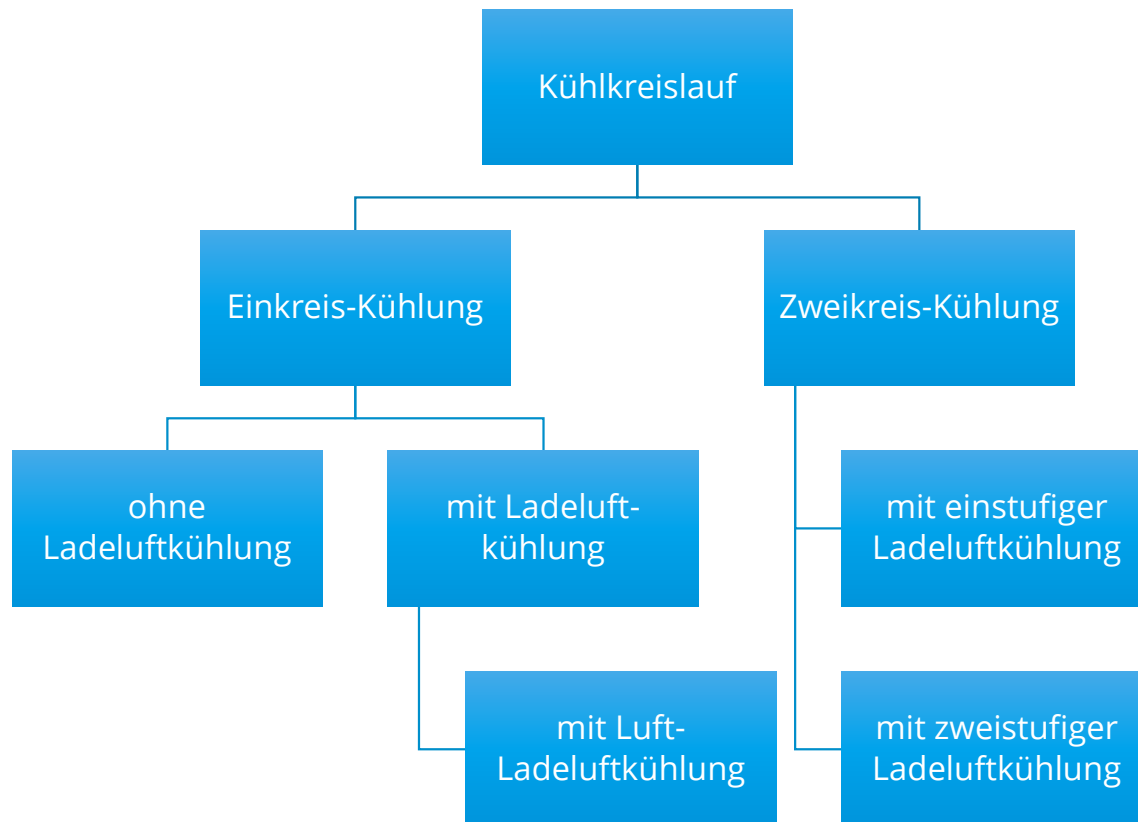 Kühlkreislauf
Einkreis-Kühlung
Zweikreis-Kühlung
ohne
Ladeluftkühlung
mit Ladeluft-
kühlung
mit einstufiger
Ladeluftkühlung
mit Luft-
Ladeluftkühlung
mit zweistufiger
Ladeluftkühlung